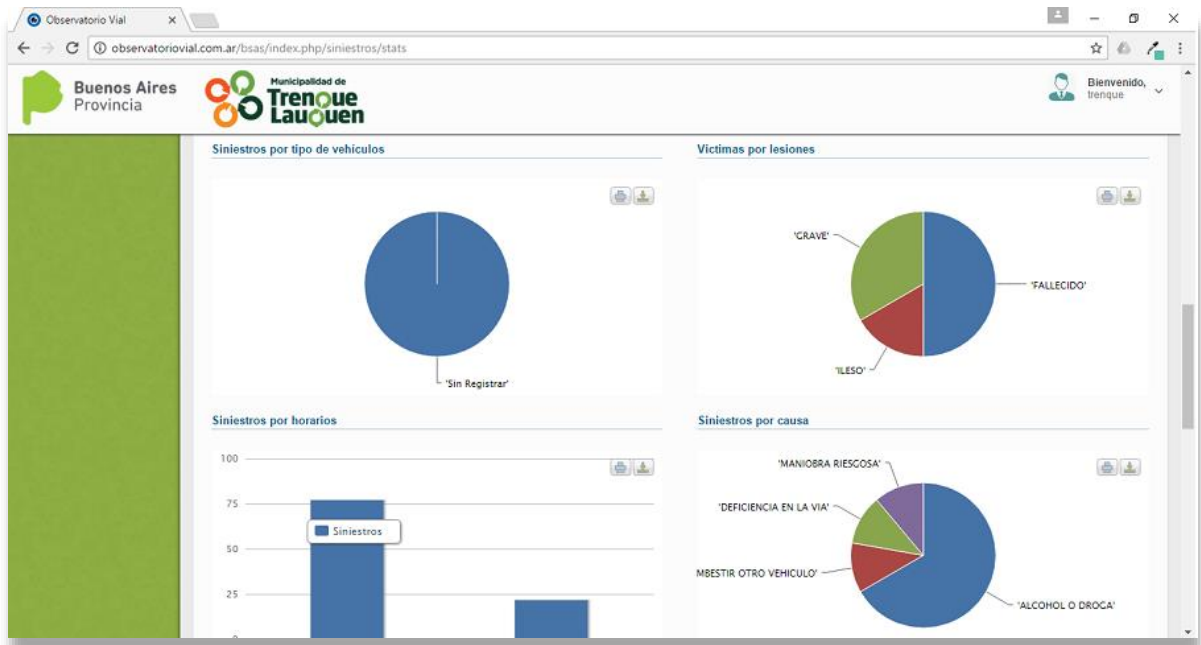 Observatorio Vial
observatoriovial.com.ar/bsas/index.php/siniestros/stats
Buenos Aires
Provincia
Municipalidad de
Trenque
Lauquen
Bienvenido,
trenque
Siniestros por tipo de vehículos
'Sin Registrar'
Victimas por lesiones
'GRAVE'
'FALLECIDO'
'ILESO'
Siniestros por horarios
100
75
50
25
0
Siniestros
Siniestros por causa
'MANIOBRA RIESGOSA'
'DEFICIENCIA EN LA VIA'
MBESTIR OTRO VEHICULO'
'ALCOHOL O DROGA'